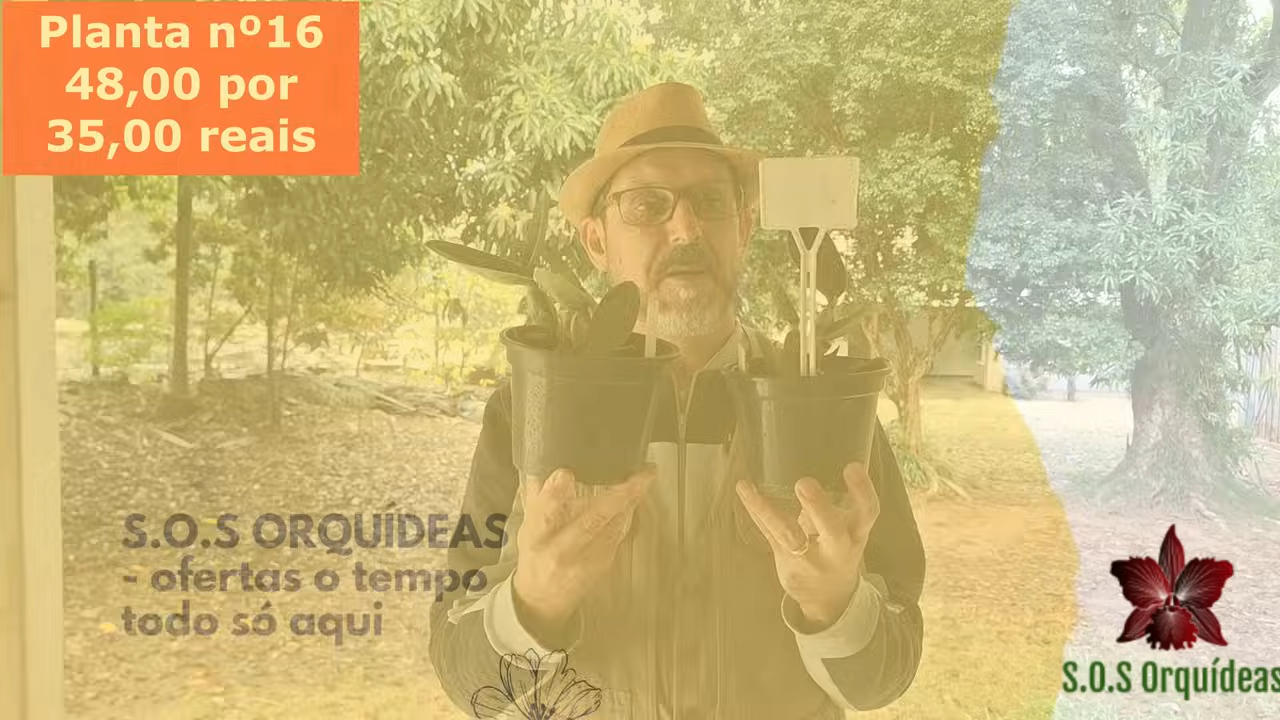 Planta nº16
48,00 por
35,00 reais
S.O.S ORQUÍDEAS
- ofertas o tempo
todo só aqui
S.O.S Orquídeas